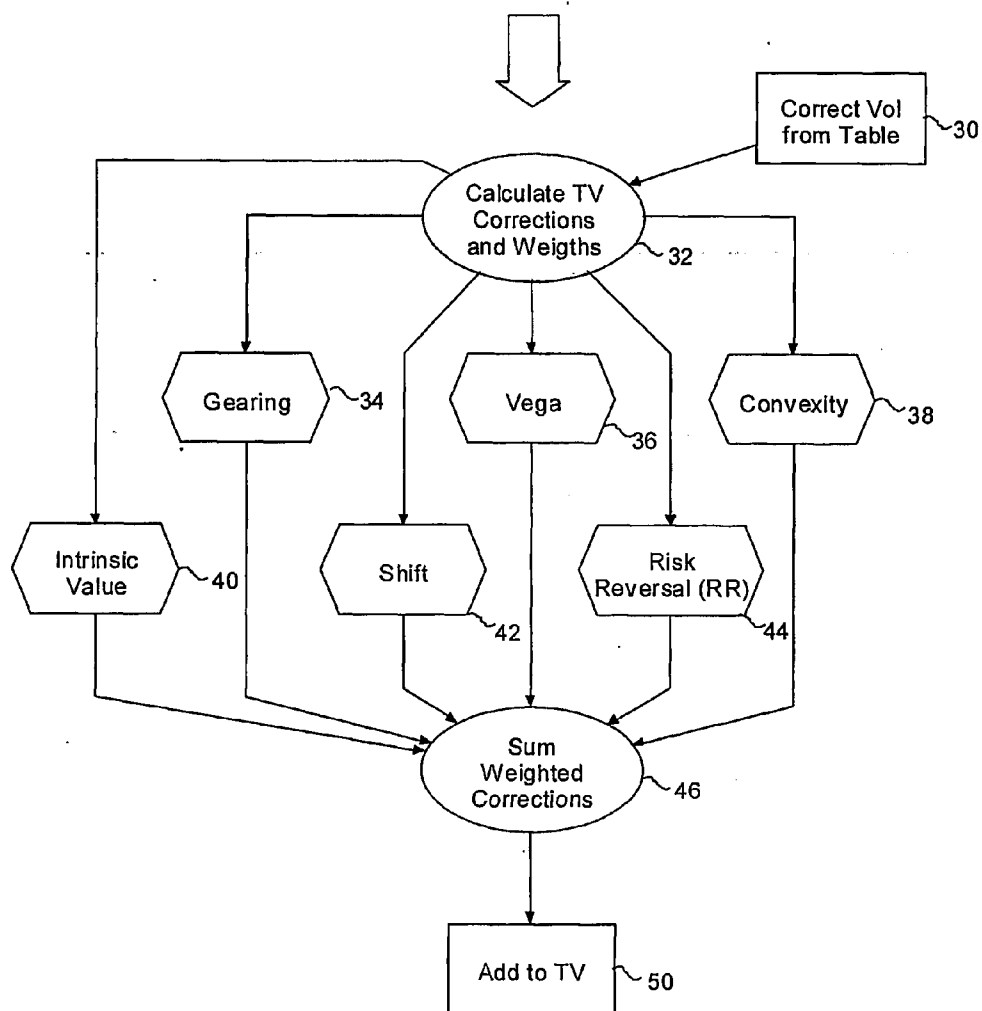 Correct Vol
from Table
30
Calculate TV
Corrections
and Weigths
32
Gearing
34
Vega
36
Convexity
38
Intrinsic
Value
40
Shift
42
Risk
Reversal (RR)
44
Sum
Weighted
Corrections
46
Add to TV
50